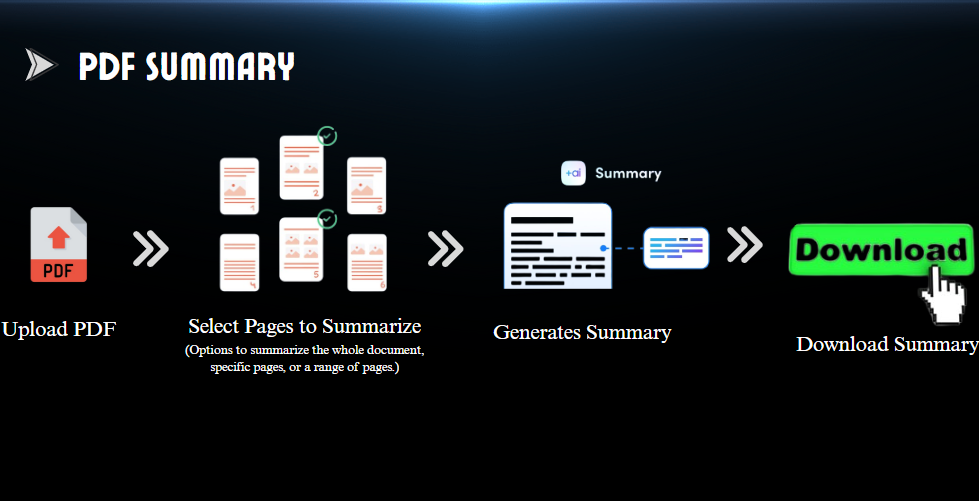 PDF SUMMARY
1
2
3
4
5
6
PDF
+ai Summary
Download
Upload PDF
Select Pages to Summarize
(Options to summarize the whole document,
specific pages, or a range of pages.)
Generates Summary
Download Summary